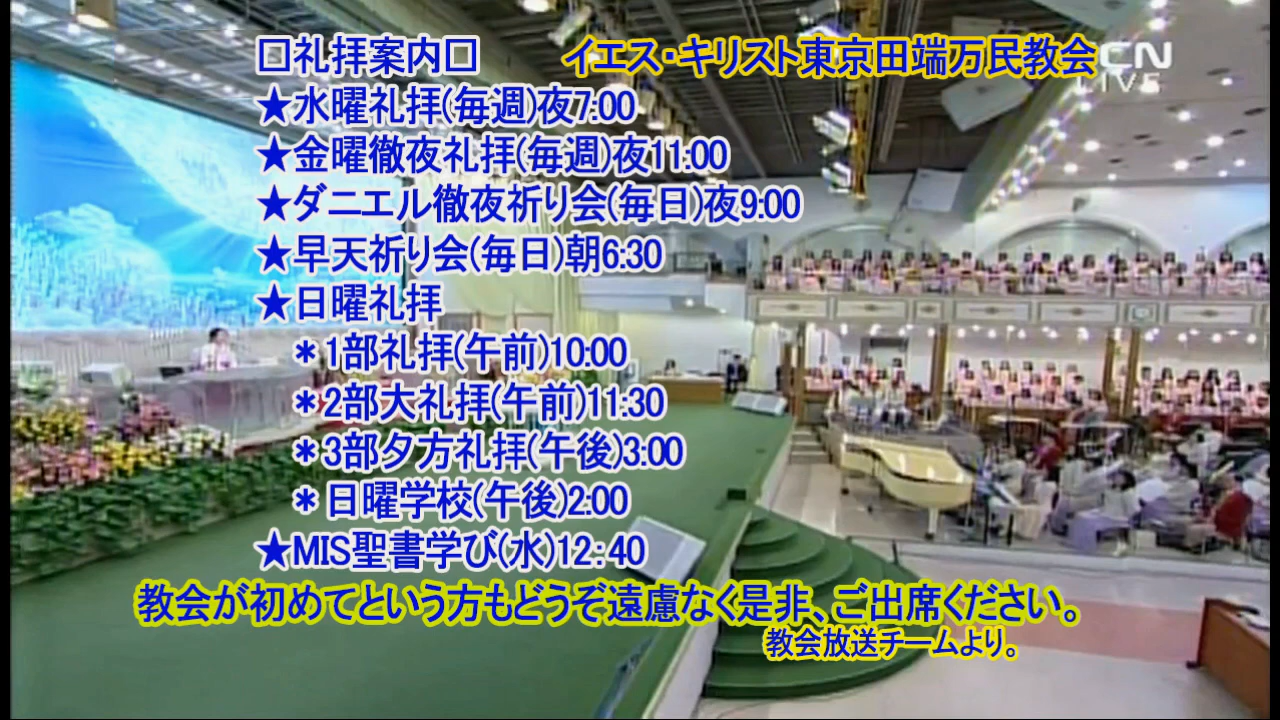 □礼拝案内□ イエス・キリスト東京田端万民教会
CN
LIVE
★水曜礼拝(毎週)夜7:00
★金曜徹夜礼拝(毎週)夜11:00
★ダニエル徹夜祈り会(毎日)夜9:00
★早天祈り会(毎日)朝6:30
★日曜礼拝
＊1部礼拝(午前)10:00
＊2部大礼拝(午前)11:30
＊3部夕方礼拝(午後)3:00
＊日曜学校(午後)2:00
★MIS聖書学び(水)12:40
教会が初めてという方もどうぞ遠慮なく是非、ご出席ください。
教会放送チームより。